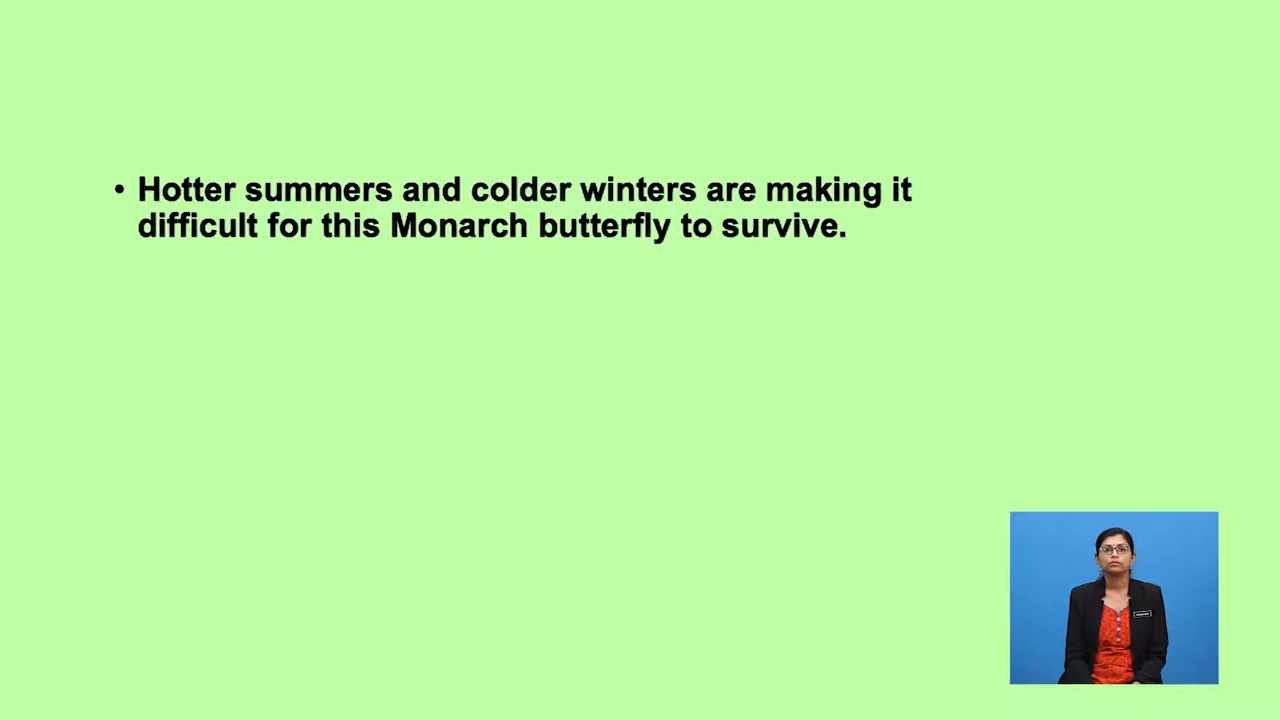 • Hotter summers and colder winters are making it
difficult for this Monarch butterfly to survive.